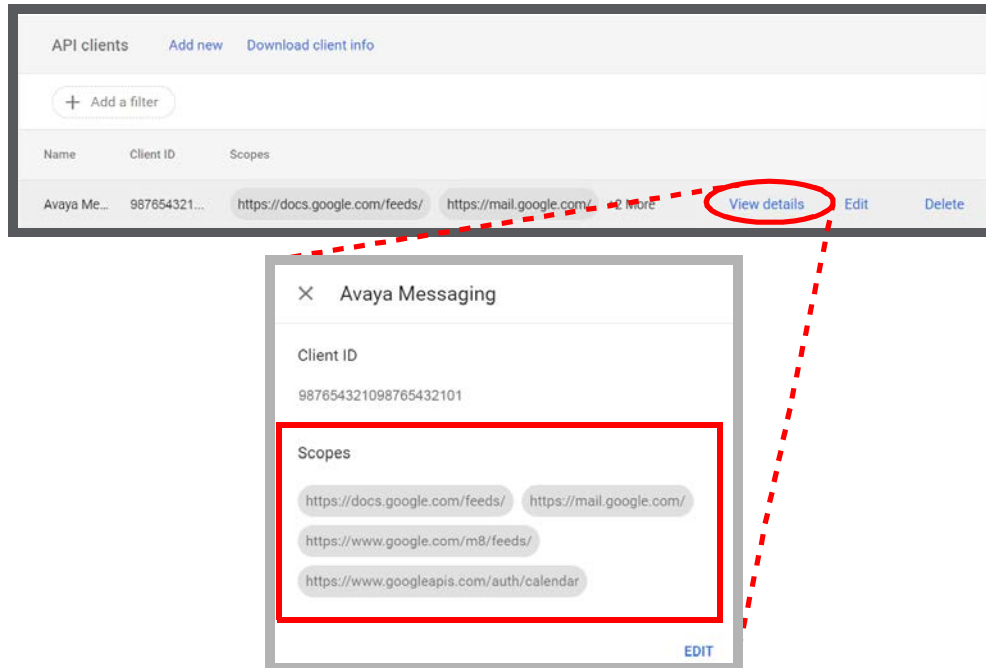 API clients Add new Download client info
+ Add a filter
Name Client ID Scopes
Avaya Me... 987654321... https://docs.google.com/feeds/ https://mail.google.com/ +2 More View details Edit Delete
× Avaya Messaging
Client ID
987654321098765432101
Scopes
https://docs.google.com/feeds/ https://mail.google.com/
https://www.google.com/m8/feeds/
https://www.googleapis.com/auth/calendar
EDIT